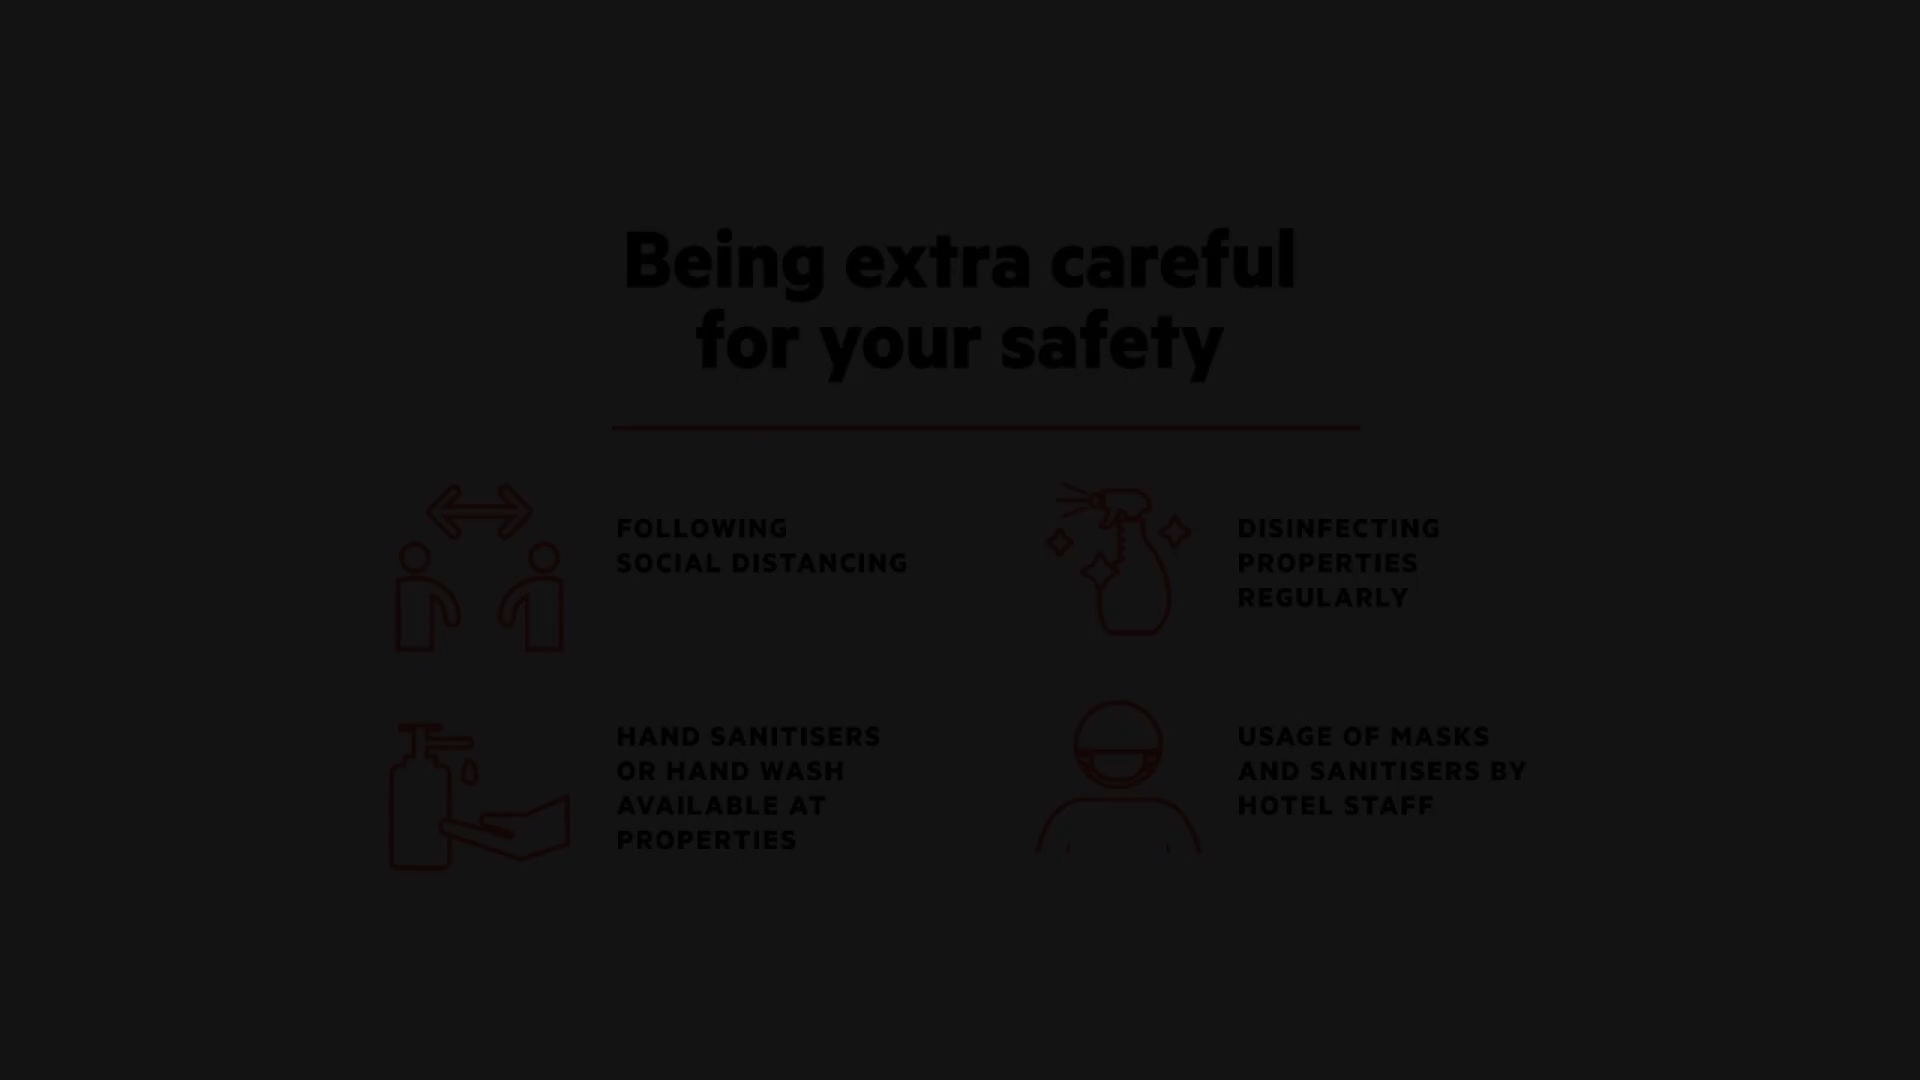 Being extra careful
for your safety
FOLLOWING
SOCIAL DISTANCING
DISINFECTING
PROPERTIES
REGULARLY
HAND SANITISERS
OR HAND WASH
AVAILABLE AT
PROPERTIES
USAGE OF MASKS
AND SANITISERS BY
HOTEL STAFF